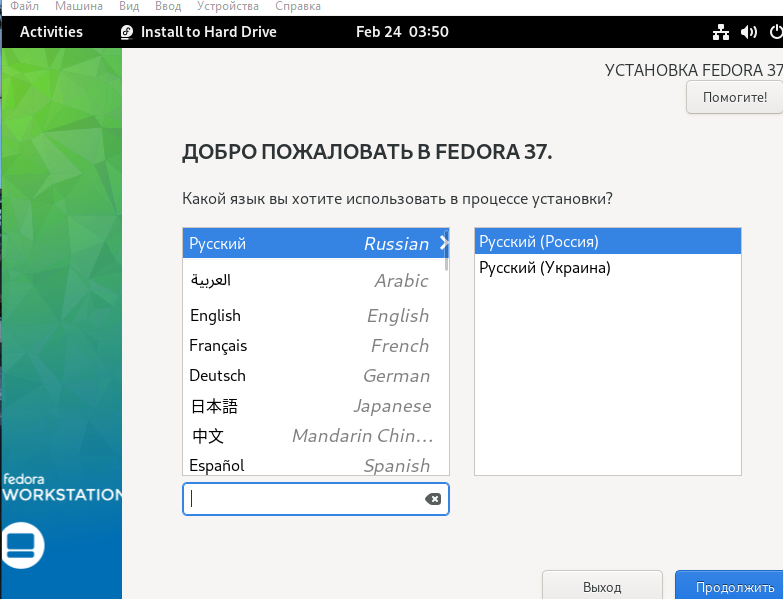 Файл Машина Вид Ввод Устройства Справка
Activities Install to Hard Drive Feb 24 03:50
УСТАНОВКА FEDORA 37
Помогите!
ДОБРО ПОЖАЛОВАТЬ В FEDORA 37.
Какой язык вы хотите использовать в процессе установки?
Русский Russian
العربية Arabic
English English
Français French
Deutsch German
日本語 Japanese
中文 Mandarin Chin...
Español Spanish
Русский (Россия)
Русский (Украина)
fedora
WORKSTATION
Выход Продолжить